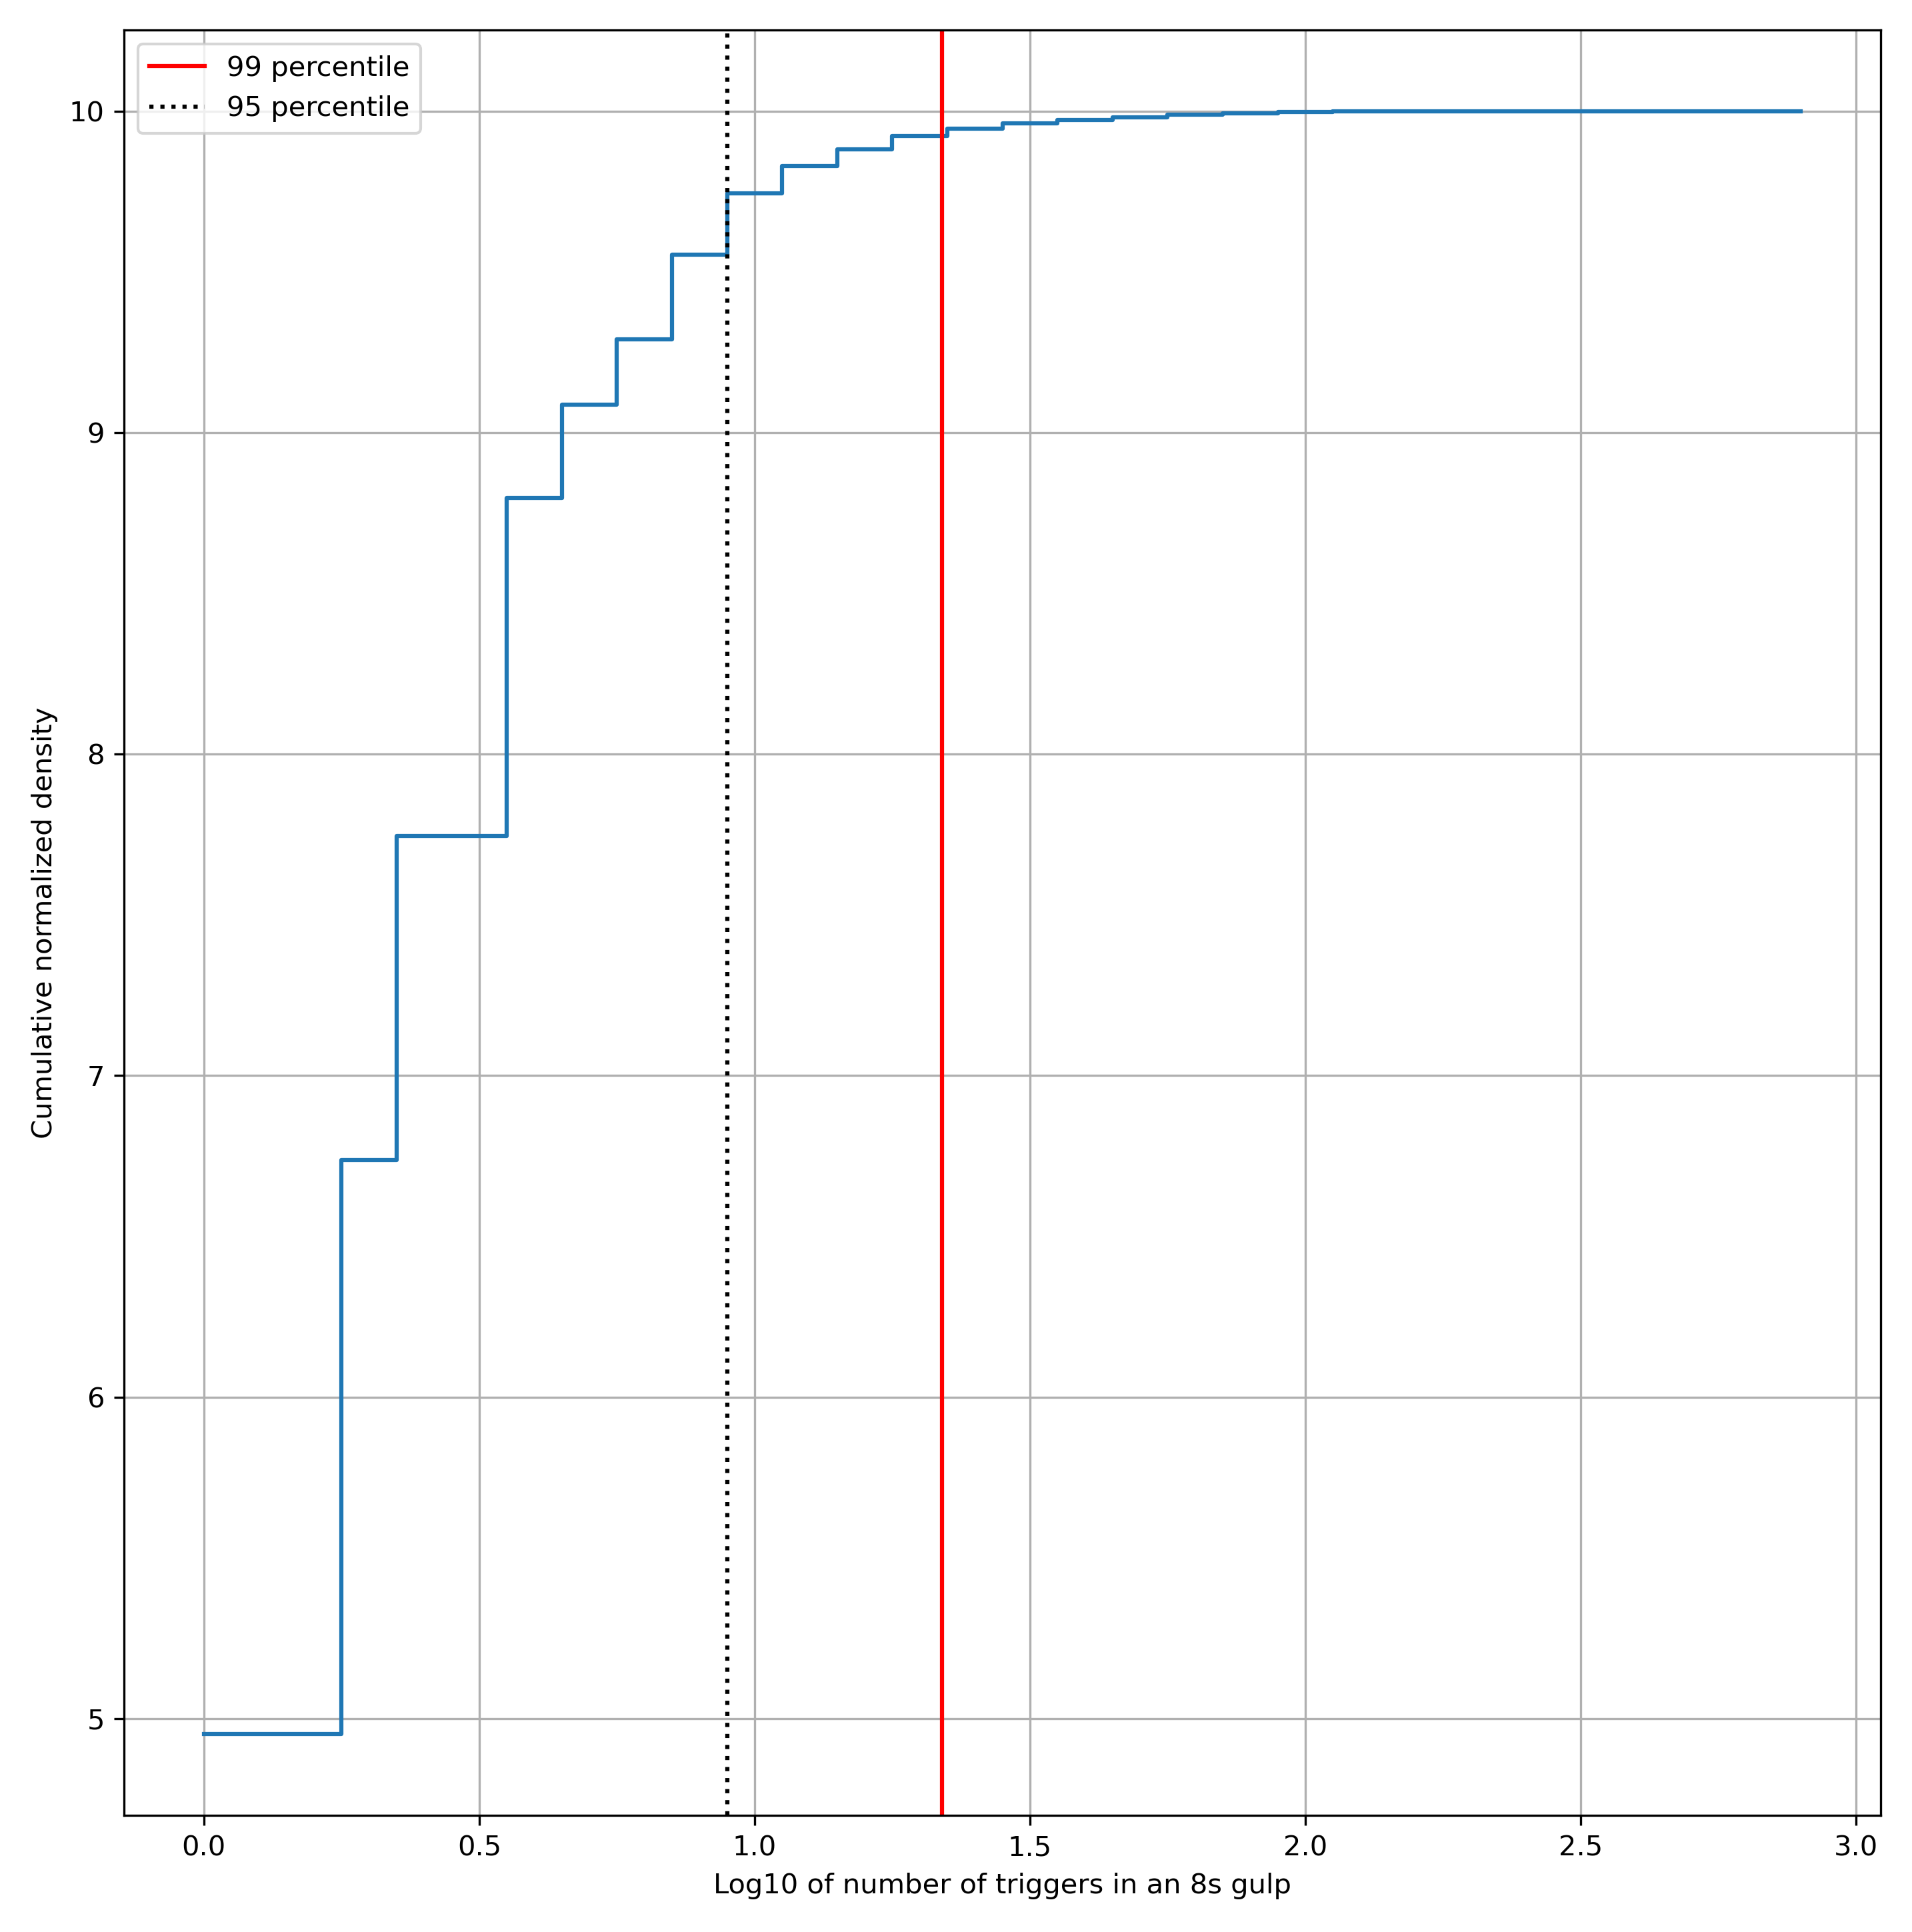 99 percentile
95 percentile
10
9
8
7
6
5
Cumulative normalized density
0.0 0.5 1.0 1.5 2.0 2.5 3.0
Log10 of number of triggers in an 8s gulp